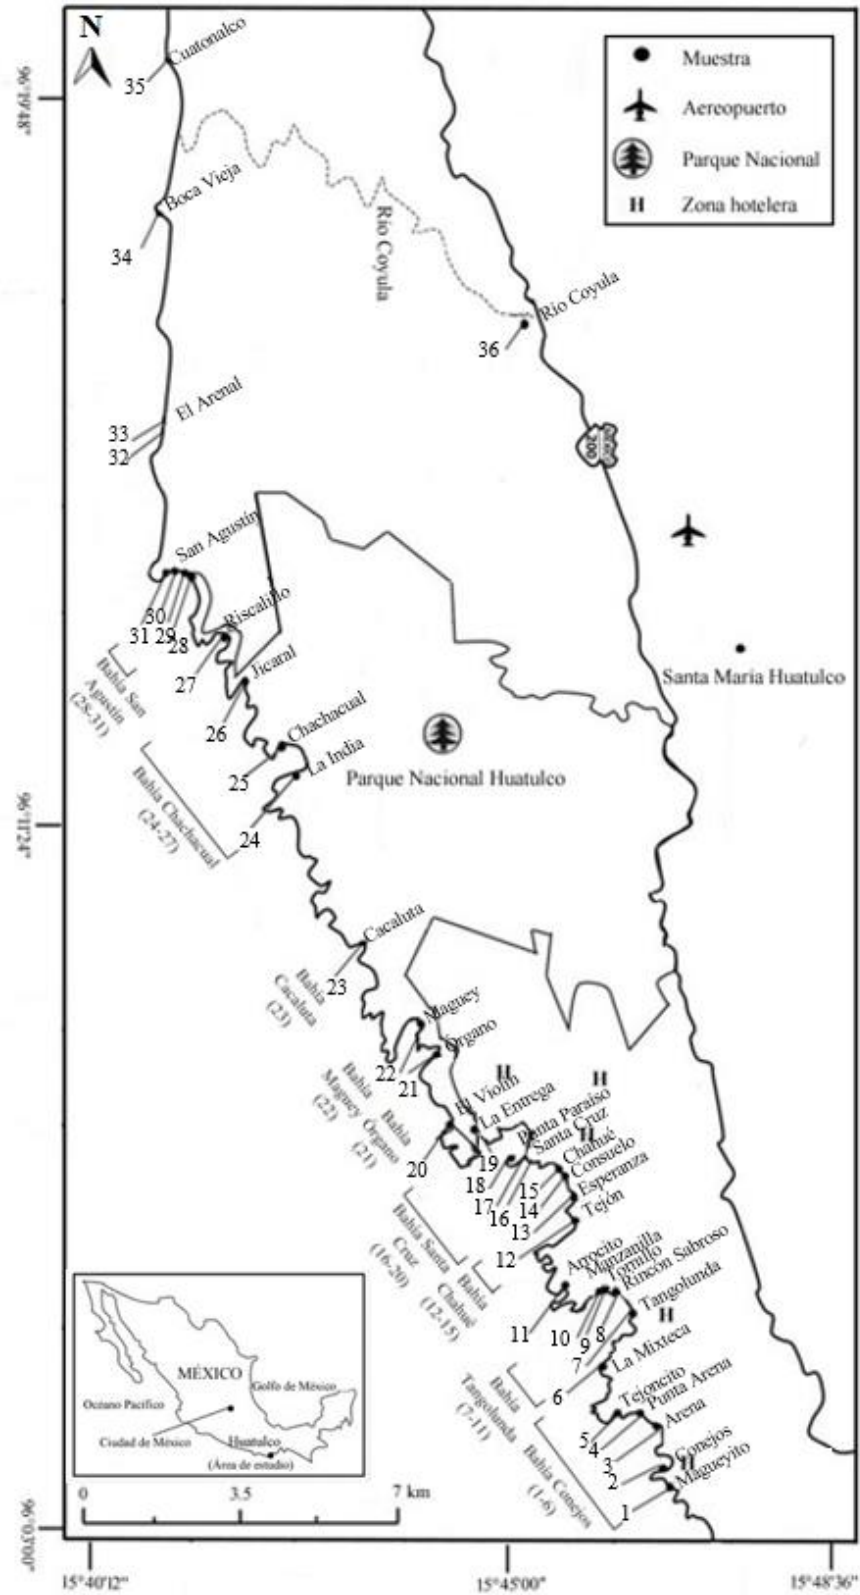 N
Cuatonalco
35
96°19'48"
Muestra
Aereopuerto
Parque Nacional
H Zona hotelera
Boca Vieja
34
Río Coyula
Río Coyula
36
El Arenal
33
32
MEXICO
200
San Agustín
30
31 29
28
Riscalillo
27
Bahía San
Agustín
(28-31)
Jicaral
26
Santa María Huatulco
Chachacual
25
La India
24
Bahía Chachacual
(24-27)
Parque Nacional Huatulco
96°11'24"
Cacaluta
23
Bahía
Cacaluta
(23)
Maguey
22
Órgano
21
Bahía
Maguey
(22)
Bahía
Órgano
(21)
H
H
H
El Violín
La Entrega
Punta Paraíso
Santa Cruz
Chahué
Consuelo
Esperanza
Tejón
20
19
18
17
16
15
14
13
12
Bahía Santa
Cruz
(16-20)
Bahía
Chahué
(12-15)
Arrocito
Manzanilla
Tornillo
Rincón Sabroso
Tangolunda
H
11
10
9
8
7
La Mixteca
6
Bahía
Tangolunda
(7-11)
Tejoncito
Punta Arena
Arena
5
4
3
Conejos
H
2
Magueyito
1
Bahía Conejos
(1-6)
MÉXICO
Golfo de México
Océano Pacífico
Ciudad de México
Huatulco
(Área de estudio)
0 3.5 7 km
96°03'00"
15°40'12" 15°45'00" 15°48'36"